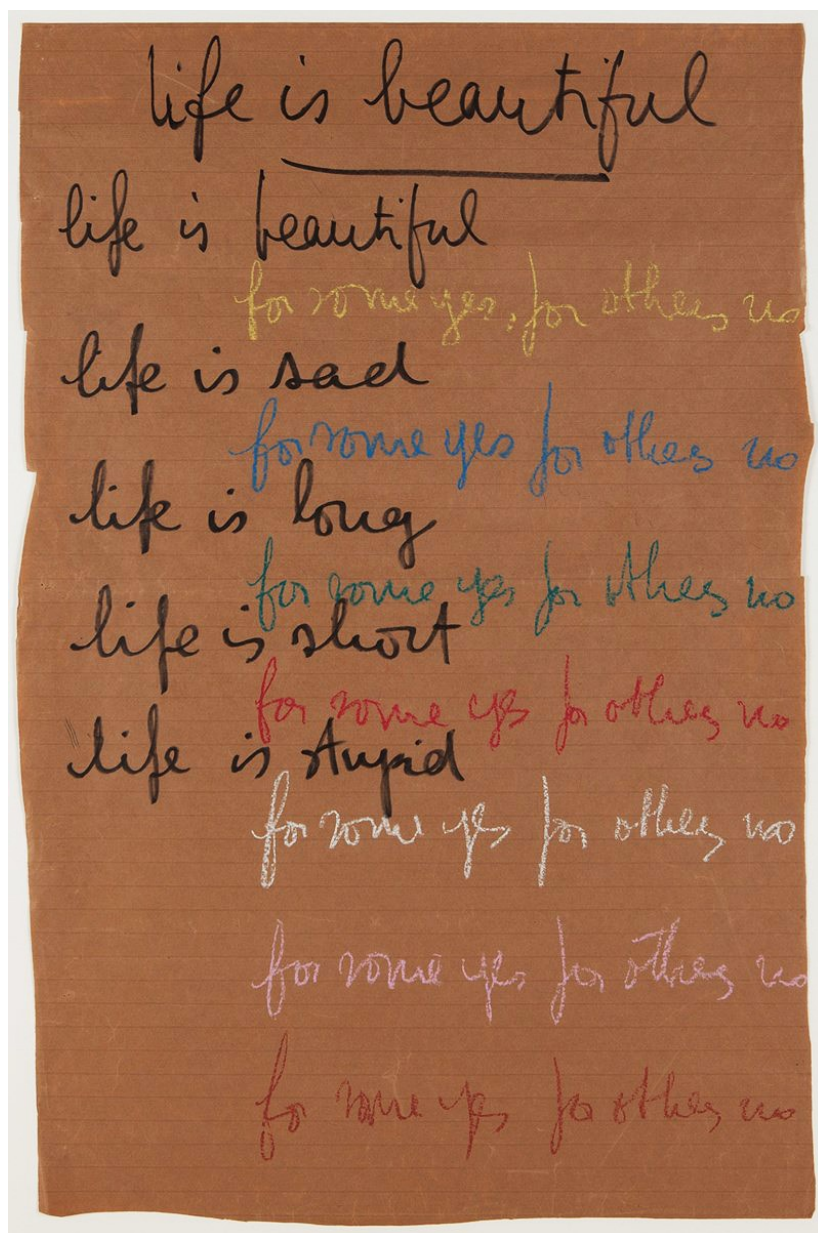 life is beautiful
life is beautiful
for some yes, for others no
life is sad
for some yes for others no
life is long
for some yes for others no
life is short
for some yes for others no
life is stupid
for some yes for others no
for some yes for others no
for some yes for others no